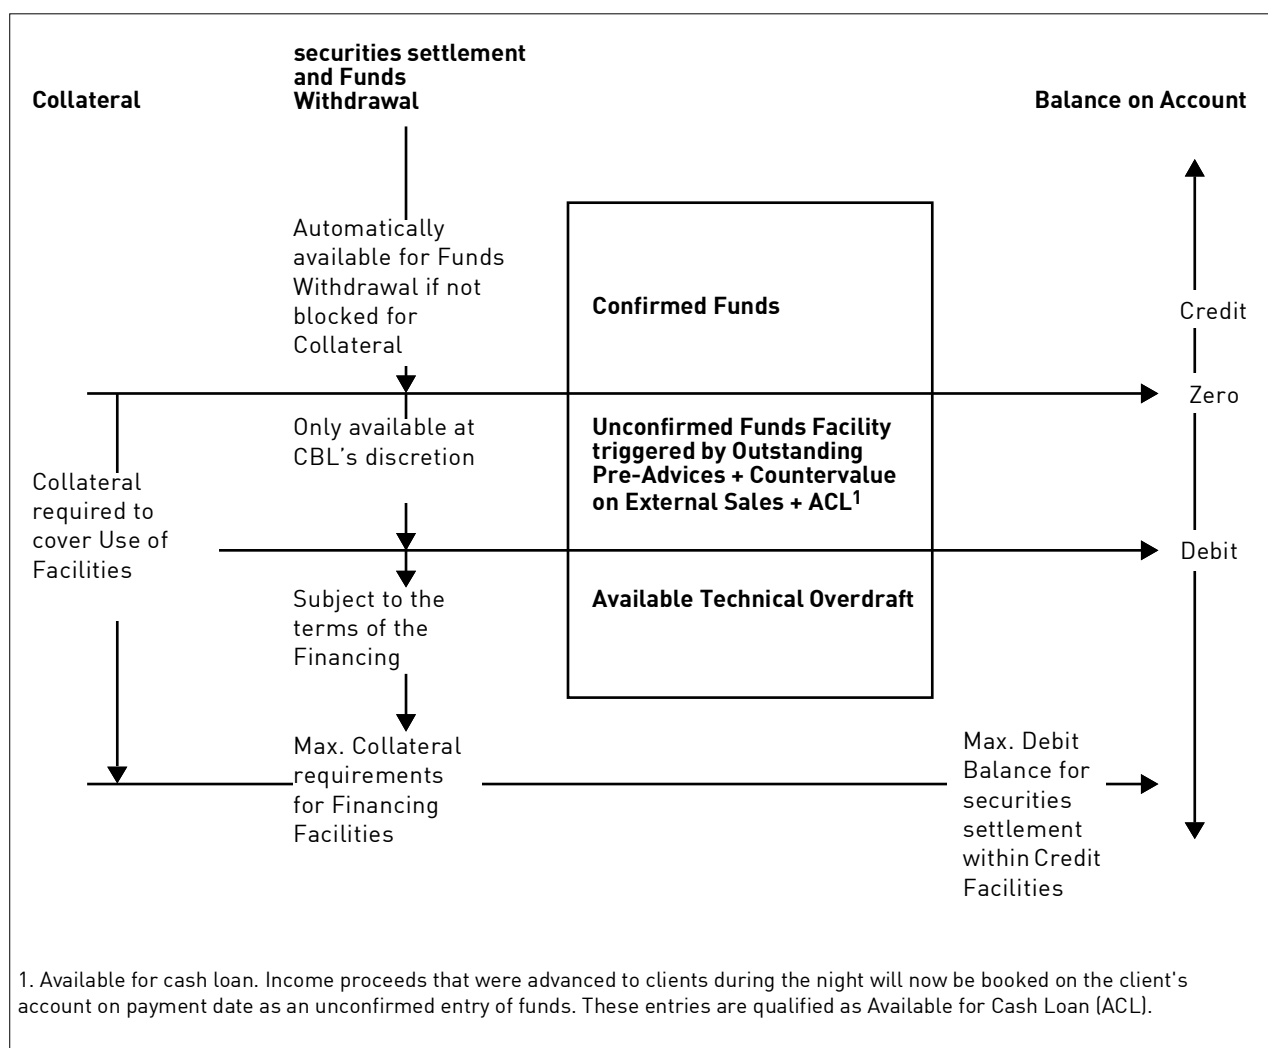 securities settlement
and Funds
Withdrawal
Collateral
Balance on Account
Automatically
available for Funds
Withdrawal if not
blocked for
Collateral
Confirmed Funds
Credit
Zero
Only available at
CBL's discretion
Unconfirmed Funds Facility
triggered by Outstanding
Pre-Advices + Countervalue
on External Sales + ACL1
Collateral
required to
cover Use of
Facilities
Debit
Subject to the
terms of the
Financing
Available Technical Overdraft
Max. Collateral
requirements
for Financing
Facilities
Max. Debit
Balance for
securities
settlement
within Credit
Facilities
1. Available for cash loan. Income proceeds that were advanced to clients during the night will now be booked on the client's
account on payment date as an unconfirmed entry of funds. These entries are qualified as Available for Cash Loan (ACL).